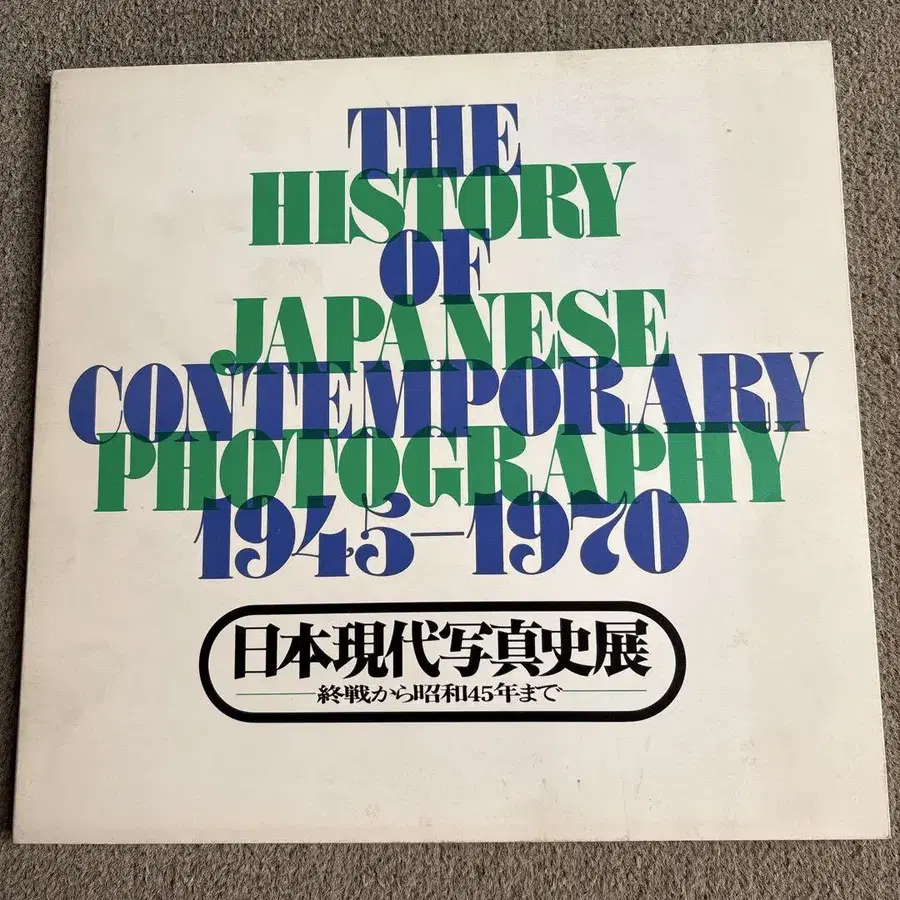 THE
HISTORY
OF
JAPANESE
CONTEMPORARY
PHOTOGRAPHY
1945—1970
日本現代写真史展
終戦から昭和45年まで